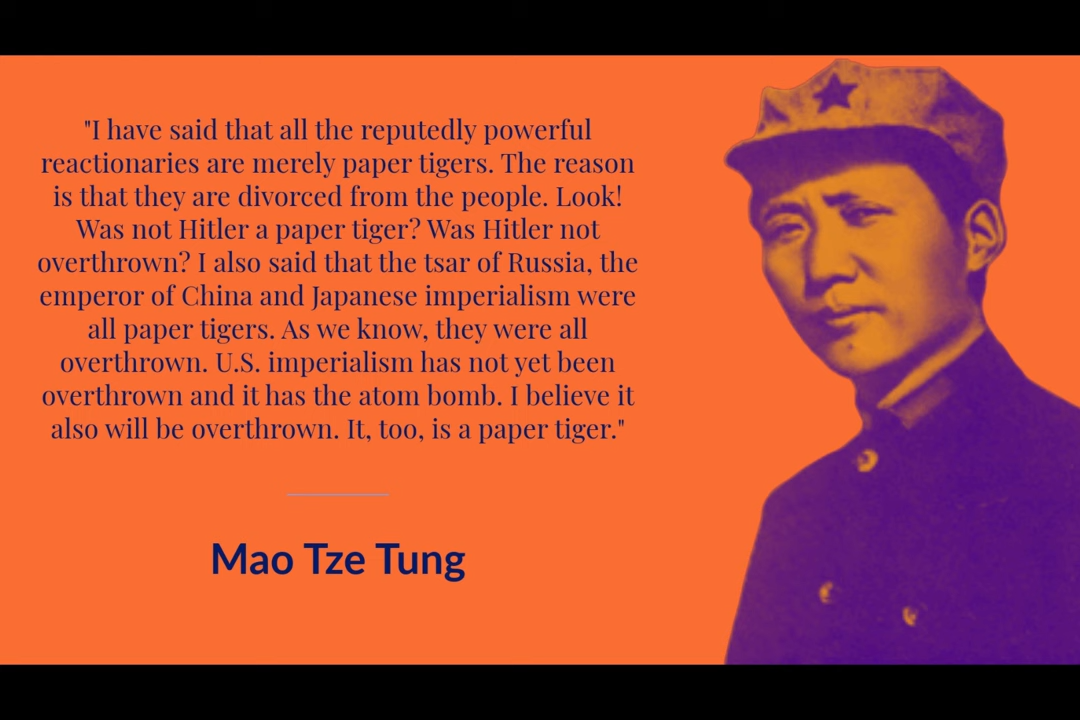 "I have said that all the reputedly powerful
reactionaries are merely paper tigers. The reason
is that they are divorced from the people. Look!
Was not Hitler a paper tiger? Was Hitler not
overthrown? I also said that the tsar of Russia, the
emperor of China and Japanese imperialism were
all paper tigers. As we know, they were all
overthrown. U.S. imperialism has not yet been
overthrown and it has the atom bomb. I believe it
also will be overthrown. It, too, is a paper tiger."
Mao Tze Tung